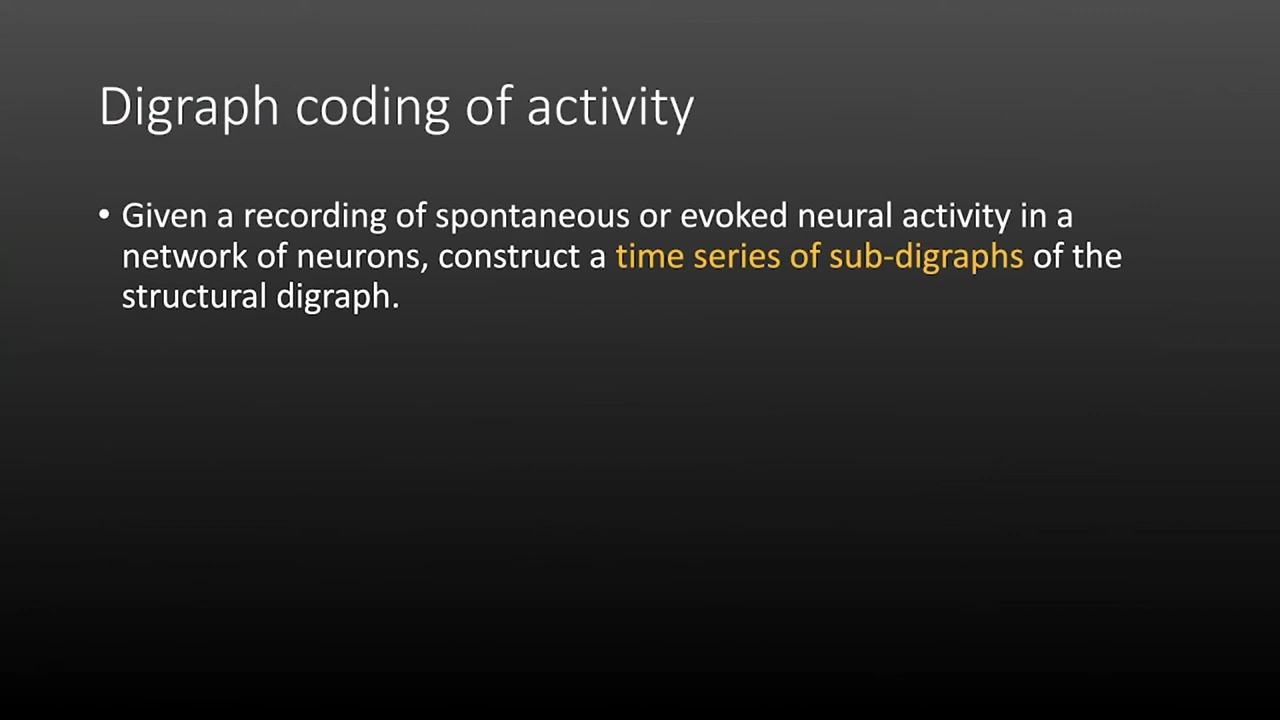 Digraph coding of activity
• Given a recording of spontaneous or evoked neural activity in a
network of neurons, construct a time series of sub-digraphs of the
structural digraph.